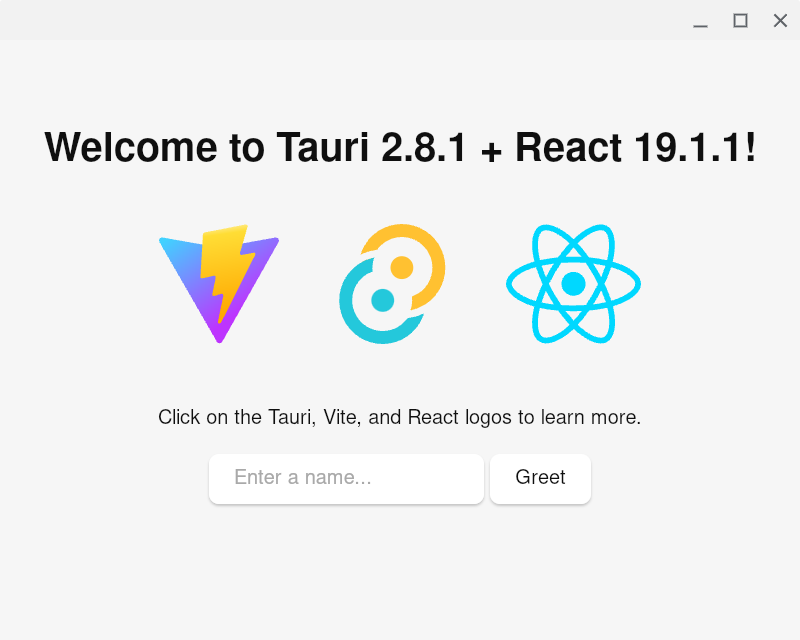 Welcome to Tauri 2.8.1 + React 19.1.1!
Click on the Tauri, Vite, and React logos to learn more.
Enter a name...
Greet